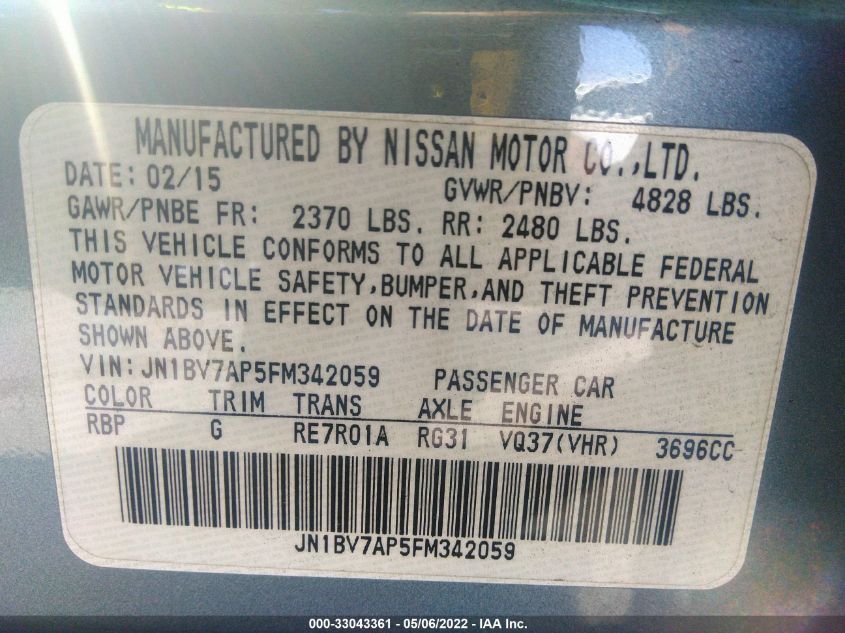 MANUFACTURED BY NISSAN MOTOR CO.,LTD.
DATE: 02/15 GVWR/PNBV: 4828 LBS.
GAWR/PNBE FR: 2370 LBS. RR: 2480 LBS.
THIS VEHICLE CONFORMS TO ALL APPLICABLE FEDERAL
MOTOR VEHICLE SAFETY,BUMPER,AND THEFT PREVENTION
STANDARDS IN EFFECT ON THE DATE OF MANUFACTURE
SHOWN ABOVE.
VIN:JN1BV7AP5FM342059 PASSENGER CAR
COLOR TRIM TRANS AXLE ENGINE
RBP G RE7R01A RG31 VQ37(VHR) 3696CC
JN1BV7AP5FM342059
000-33043361 - 05/06/2022 - IAA Inc.